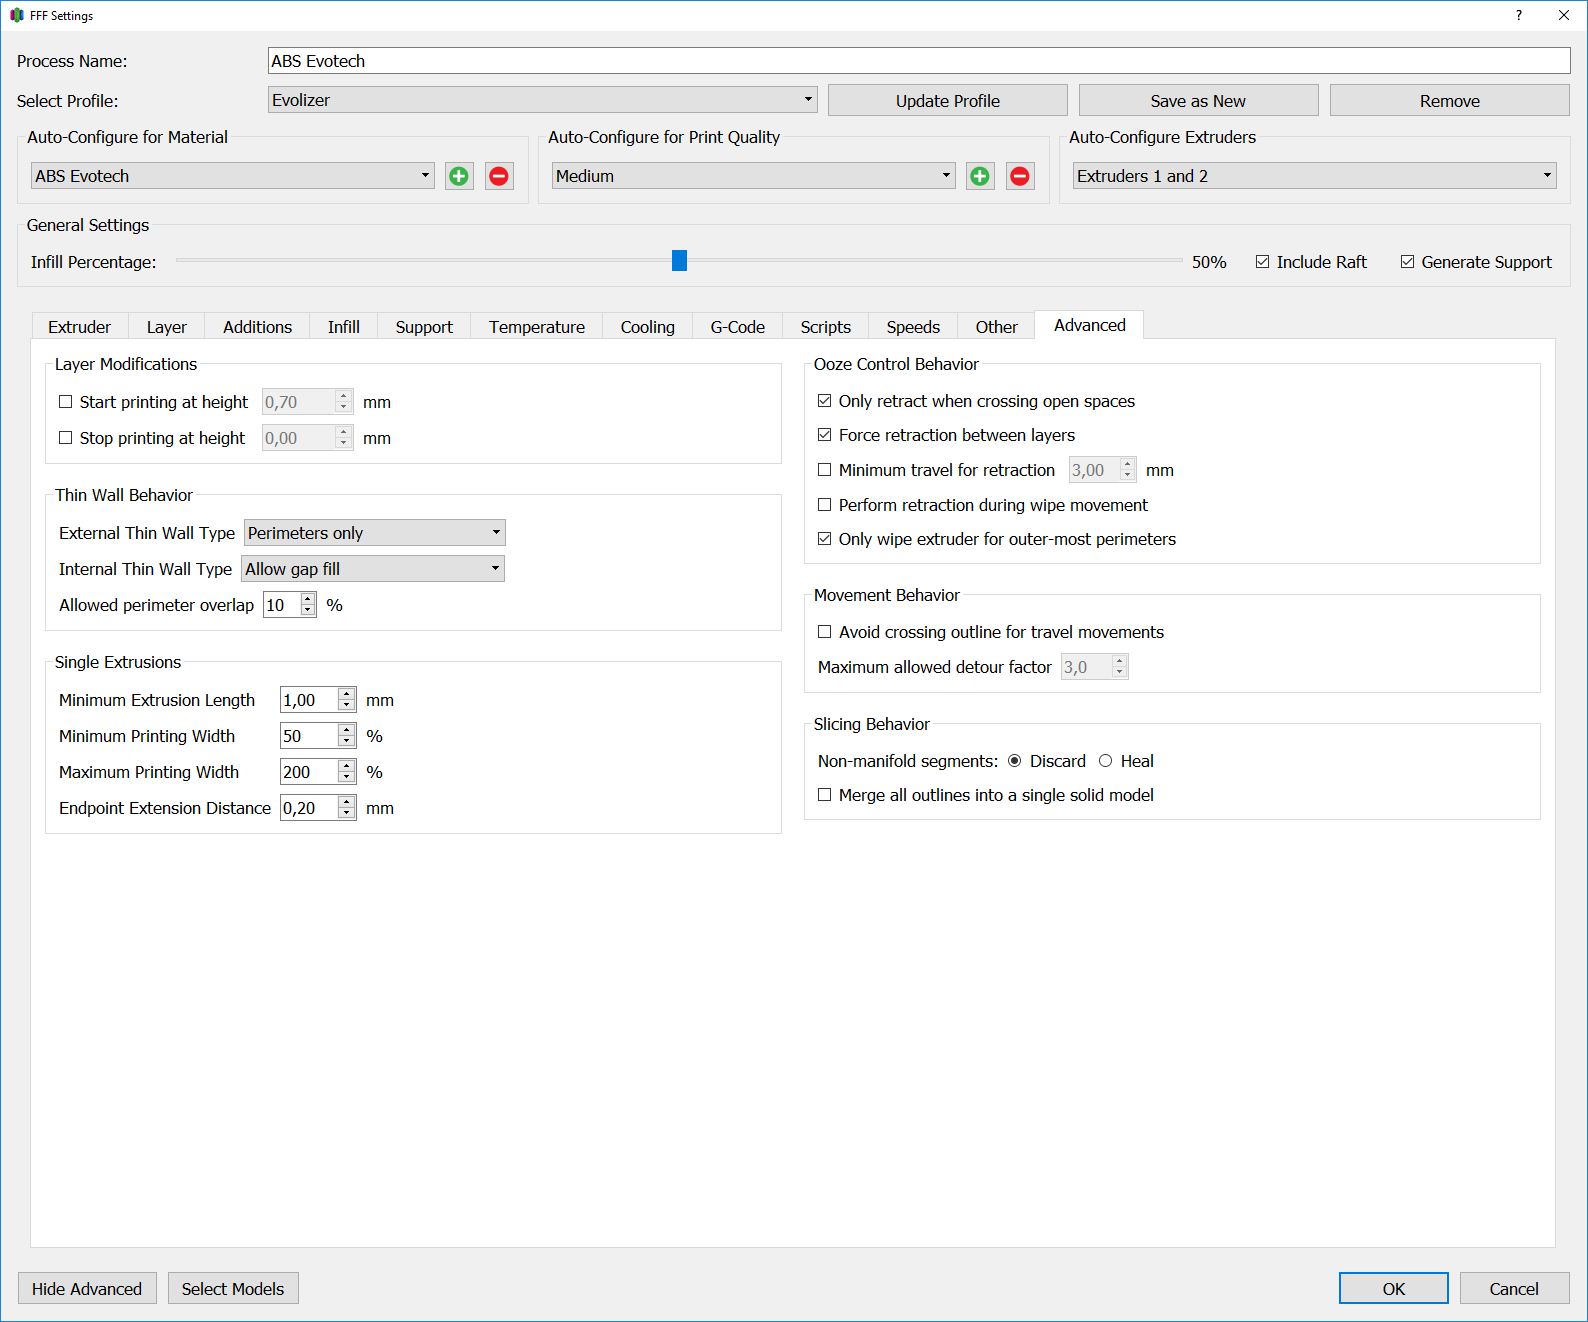 FFF Settings ?
Process Name: ABS Evotech
Select Profile: Evolizer Update Profile Save as New Remove
Auto-Configure for Material Auto-Configure for Print Quality Auto-Configure Extruders
ABS Evotech Medium Extruders 1 and 2
General Settings
Infill Percentage: 50% Include Raft Generate Support
Extruder Layer Additions Infill Support Temperature Cooling G-Code Scripts Speeds Other Advanced
Layer Modifications
Start printing at height 0,70 mm
Stop printing at height 0,00 mm
Thin Wall Behavior
External Thin Wall Type Perimeters only
Internal Thin Wall Type Allow gap fill
Allowed perimeter overlap 10 %
Single Extrusions
Minimum Extrusion Length 1,00 mm
Minimum Printing Width 50 %
Maximum Printing Width 200 %
Endpoint Extension Distance 0,20 mm
Ooze Control Behavior
Only retract when crossing open spaces
Force retraction between layers
Minimum travel for retraction 3,00 mm
Perform retraction during wipe movement
Only wipe extruder for outer-most perimeters
Movement Behavior
Avoid crossing outline for travel movements
Maximum allowed detour factor 3,0
Slicing Behavior
Non-manifold segments: Discard Heal
Merge all outlines into a single solid model
Hide Advanced Select Models OK Cancel